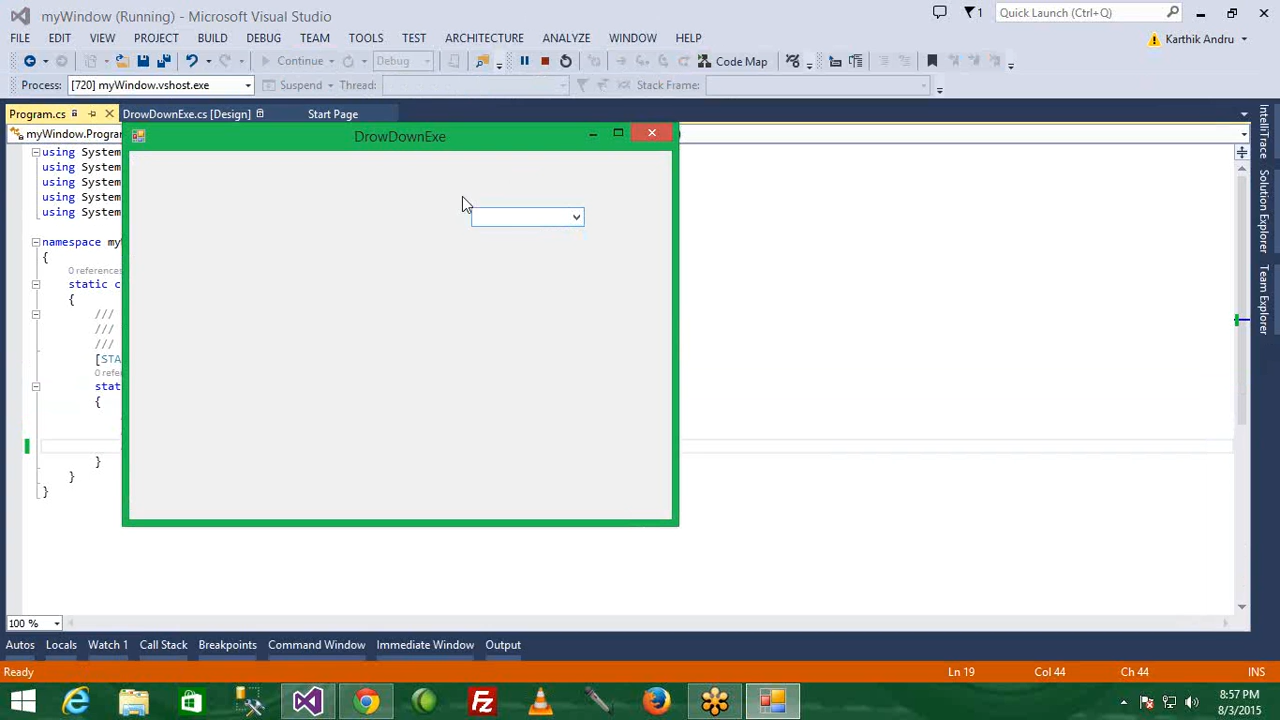 myWindow (Running) - Microsoft Visual Studio
1
Quick Launch (Ctrl+Q)
FILE EDIT VIEW PROJECT BUILD DEBUG TEAM TOOLS TEST ARCHITECTURE ANALYZE WINDOW HELP
Karthik Andru
Continue Debug Code Map
Process: [720] myWindow.vshost.exe Suspend Thread: Stack Frame:
Program.cs DrowDownExe.cs [Design] Start Page
myWindow.Program
DrowDownExe
using System
using System
using System
using System
using System
namespace my
{
0 references
static c
{
///
///
///
[STA
0 refer
stat
{
}
}
}
IntelliTrace
Solution Explorer
Team Explorer
100 %
Autos Locals Watch 1 Call Stack Breakpoints Command Window Immediate Window Output
Ready Ln 19 Col 44 Ch 44 INS
8:57 PM
8/3/2015